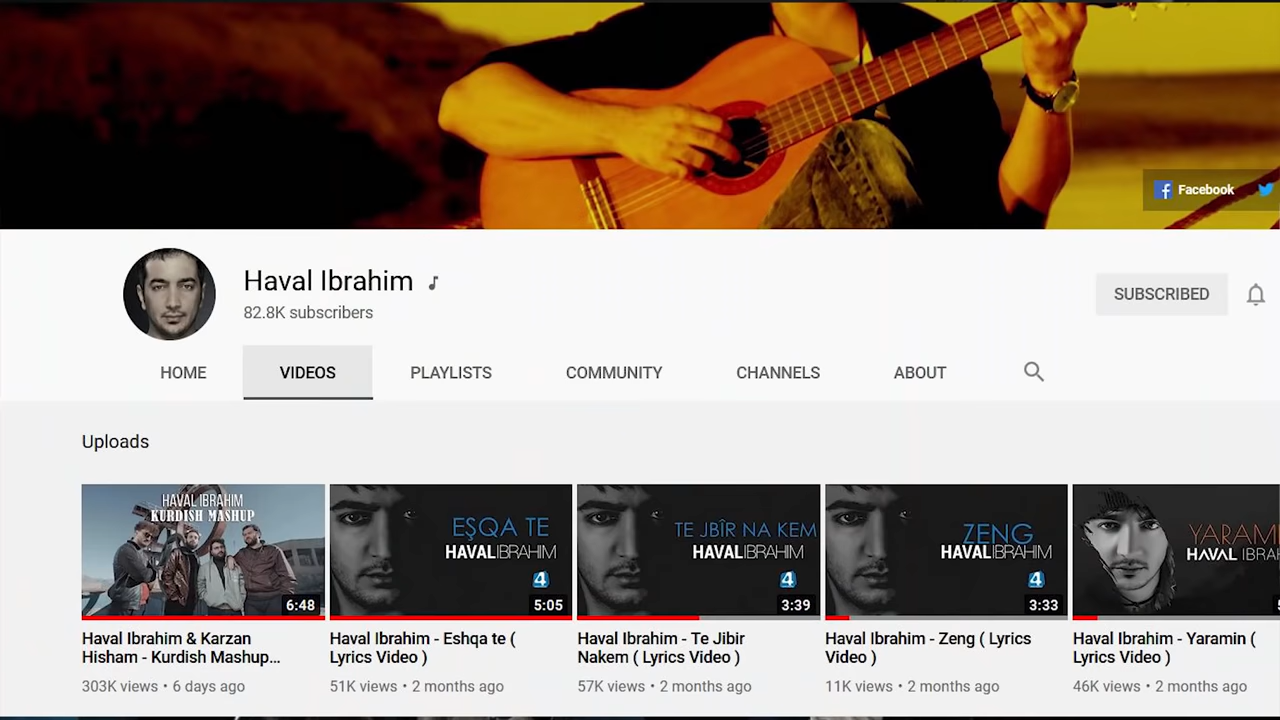 Facebook
Haval Ibrahim
82.8K subscribers
SUBSCRIBED
HOME VIDEOS PLAYLISTS COMMUNITY CHANNELS ABOUT
Uploads
HAVAL IBRAHIM
KURDISH MASHUP
6:48
EŞQA TE
HAVALIBRAHIM
4
5:05
TE JBÎR NA KEM
HAVALIBRAHIM
4
3:39
ZENG
HAVALIBRAHIM
4
3:33
YARAMI
HAVAL IBRAH
Haval Ibrahim & Karzan
Hisham - Kurdish Mashup...
303K views • 6 days ago
Haval Ibrahim - Eshqa te (
Lyrics Video )
51K views • 2 months ago
Haval Ibrahim - Te Jibir
Nakem ( Lyrics Video )
57K views • 2 months ago
Haval Ibrahim - Zeng ( Lyrics
Video )
11K views • 2 months ago
Haval Ibrahim - Yaramin (
Lyrics Video )
46K views • 2 months ago